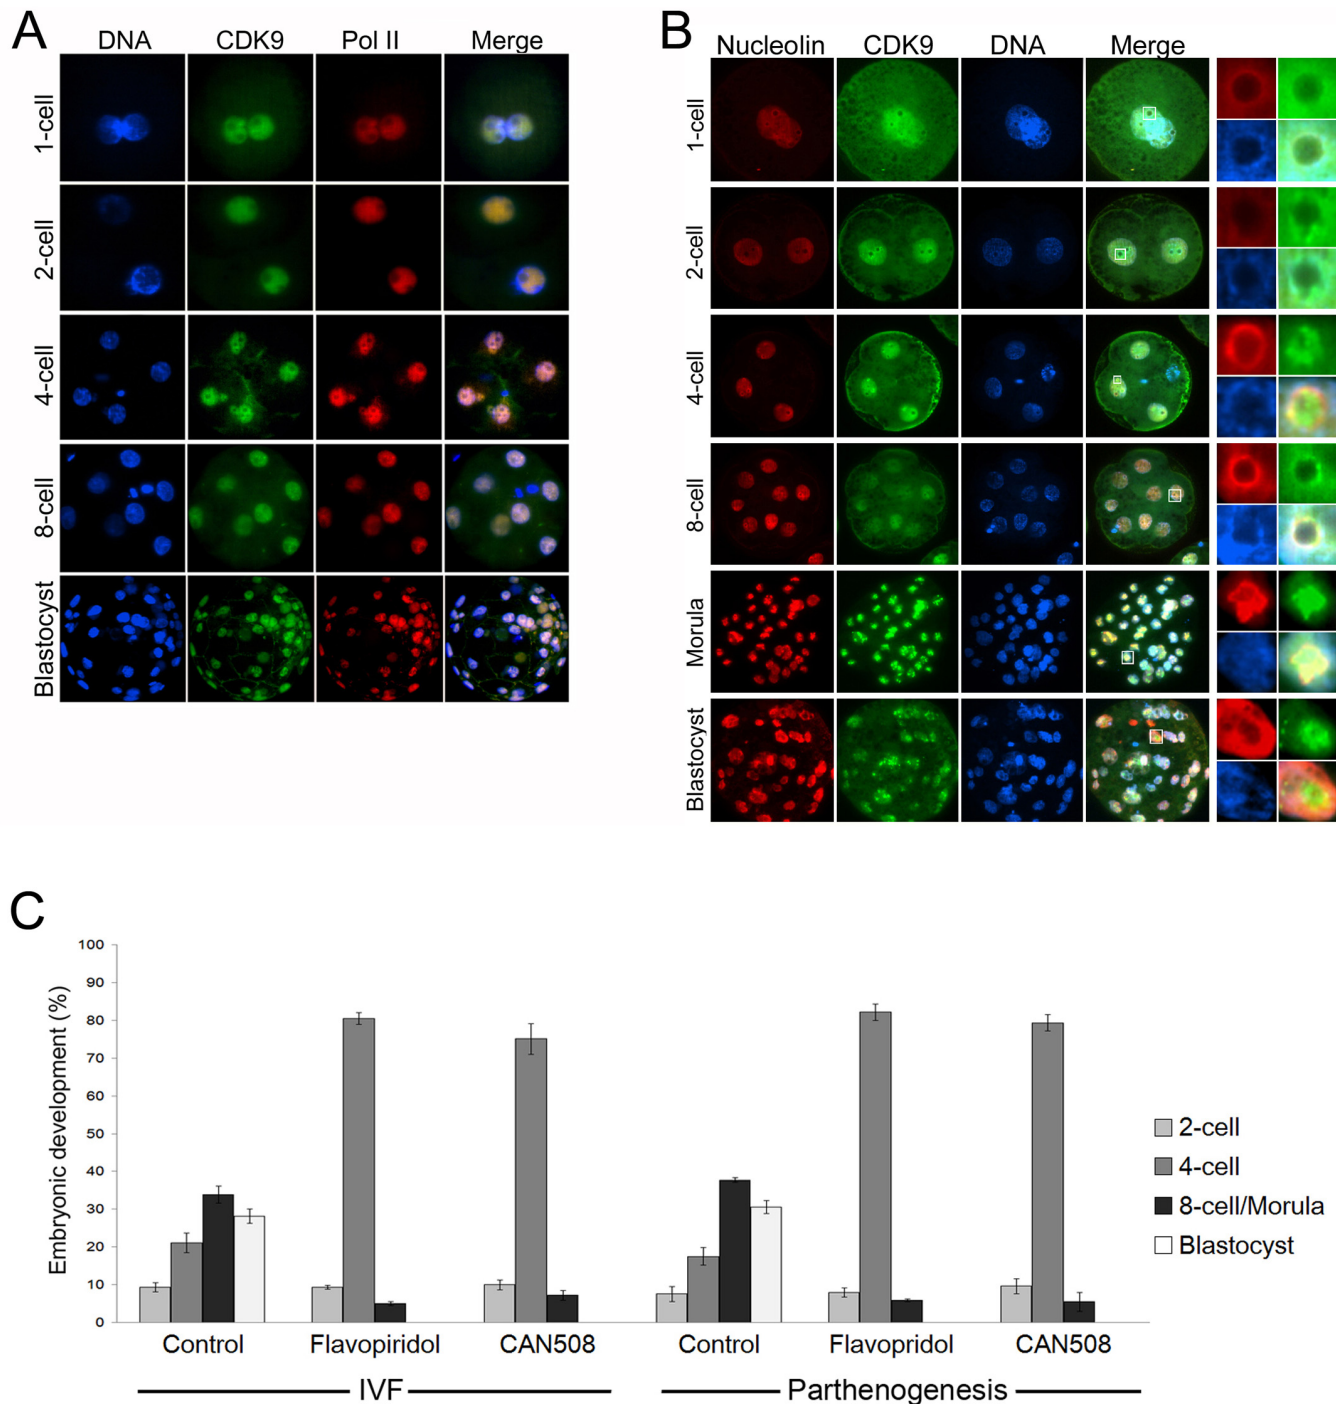 A
DNA CDK9 Pol II Merge
1-cell
2-cell
4-cell
8-cell
Blastocyst
B
Nucleolin CDK9 DNA Merge
1-cell
2-cell
4-cell
8-cell
Morula
Blastocyst
C
Embryonic development (%)
100
90
80
70
60
50
40
30
20
10
0
Control Flavopiridol CAN508 Control Flavopridol CAN508
IVF Parthenogenesis
2-cell
4-cell
8-cell/Morula
Blastocyst